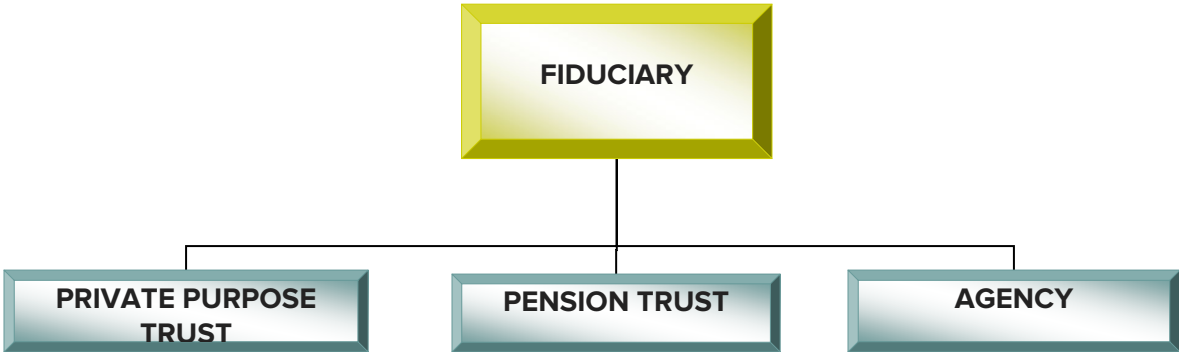 FIDUCIARY
PRIVATE PURPOSE
TRUST
PENSION TRUST
AGENCY